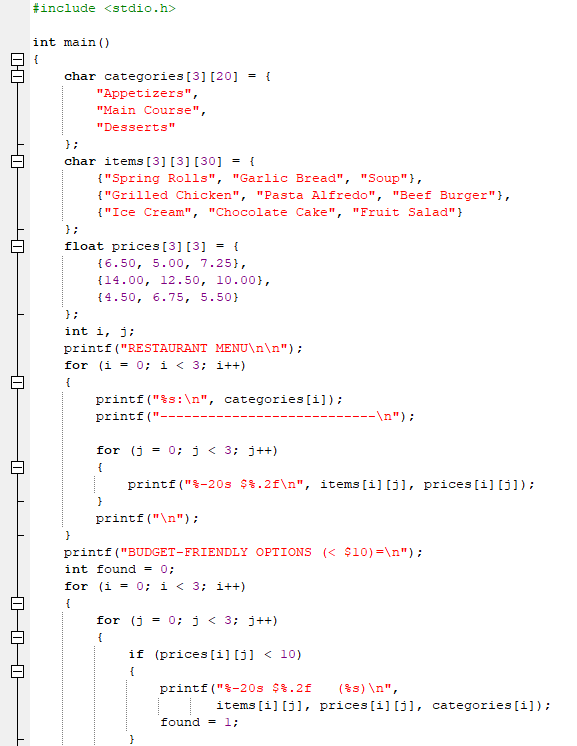 #include <stdio.h>

int main()
{
    char categories[3][20] = {
        "Appetizers",
        "Main Course",
        "Desserts"
    };
    char items[3][3][30] = {
        {"Spring Rolls", "Garlic Bread", "Soup"},
        {"Grilled Chicken", "Pasta Alfredo", "Beef Burger"},
        {"Ice Cream", "Chocolate Cake", "Fruit Salad"}
    };
    float prices[3][3] = {
        {6.50, 5.00, 7.25},
        {14.00, 12.50, 10.00},
        {4.50, 6.75, 5.50}
    };
    int i, j;
    printf("RESTAURANT MENU\n\n");
    for (i = 0; i < 3; i++)
    {
        printf("%s:\n", categories[i]);
        printf("---------------------------\n");

        for (j = 0; j < 3; j++)
        {
            printf("%-20s $%.2f\n", items[i][j], prices[i][j]);
        }
        printf("\n");
    }
    printf("BUDGET-FRIENDLY OPTIONS (< $10)=\n");
    int found = 0;
    for (i = 0; i < 3; i++)
    {
        for (j = 0; j < 3; j++)
        {
            if (prices[i][j] < 10)
            {
                printf("%-20s $%.2f   (%s)\n",
                       items[i][j], prices[i][j], categories[i]);
                found = 1;
            }